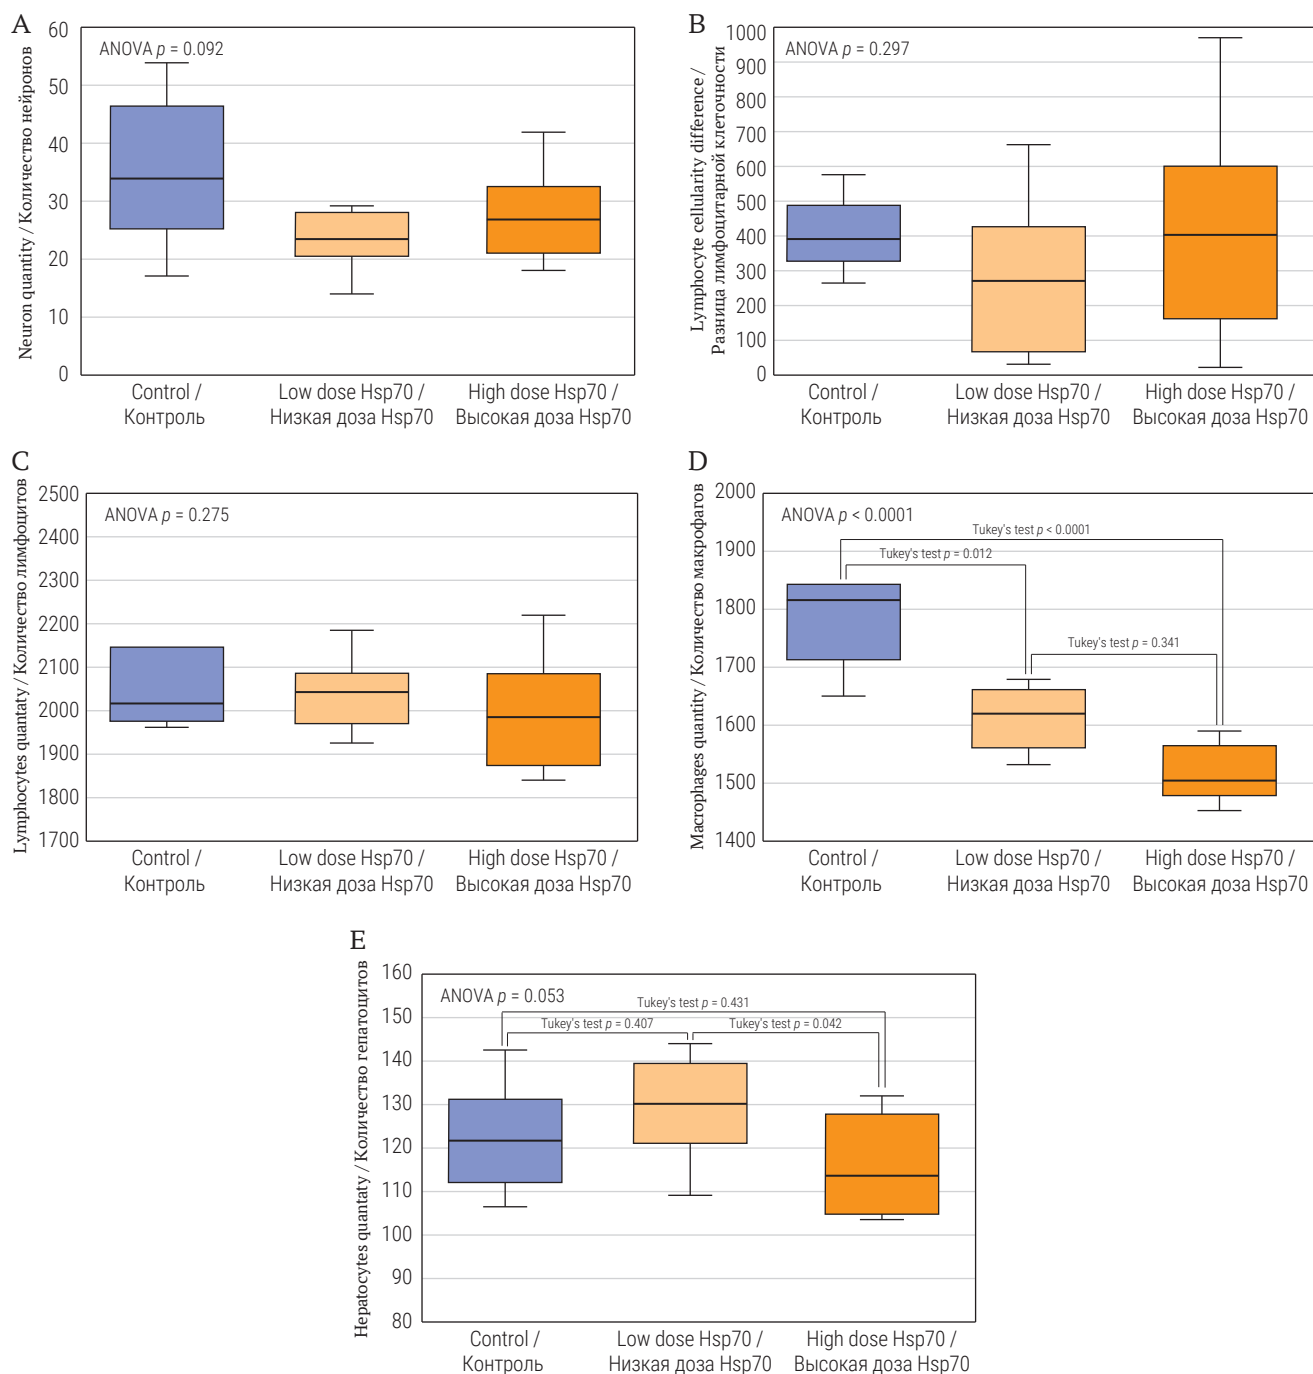 A
Neuron quantity / Количество нейронов
60
50
40
30
20
10
0
ANOVA p = 0.092
Control /
Контроль
Low dose Hsp70 /
Низкая доза Hsp70
High dose Hsp70 /
Высокая доза Hsp70
B
Lymphocyte cellularity difference /
Разница лимфоцитарной клеточности
1000
900
800
700
600
500
400
300
200
100
0
ANOVA p = 0.297
Control /
Контроль
Low dose Hsp70 /
Низкая доза Hsp70
High dose Hsp70 /
Высокая доза Hsp70
C
Lymphocytes quantaty / Количество лимфоцитов
2500
2400
2300
2200
2100
2000
1900
1800
1700
ANOVA p = 0.275
Control /
Контроль
Low dose Hsp70 /
Низкая доза Hsp70
High dose Hsp70 /
Высокая доза Hsp70
D
Macrophages quantity / Количество макрофагов
2000
1900
1800
1700
1600
1500
1400
ANOVA p < 0.0001
Tukey's test p < 0.0001
Tukey's test p = 0.012
Tukey's test p = 0.341
Control /
Контроль
Low dose Hsp70 /
Низкая доза Hsp70
High dose Hsp70 /
Высокая доза Hsp70
E
Hepatocytes quantaty / Количество гепатоцитов
160
150
140
130
120
110
100
90
80
ANOVA p = 0.053
Tukey's test p = 0.431
Tukey's test p = 0.407
Tukey's test p = 0.042
Control /
Контроль
Low dose Hsp70 /
Низкая доза Hsp70
High dose Hsp70 /
Высокая доза Hsp70